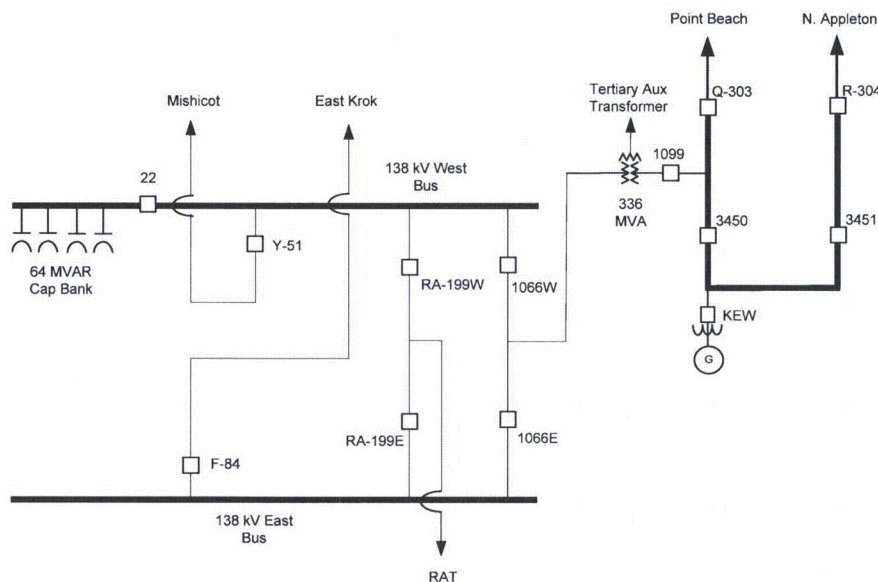 Point Beach
N. Appleton
Q-303
R-304
Mishicot
East Krok
Tertiary Aux
Transformer
1099
22
138 kV West
Bus
336
MVA
3450
3451
Y-51
64 MVAR
Cap Bank
RA-199W
1066W
KEW
G
RA-199E
1066E
F-84
138 kV East
Bus
RAT